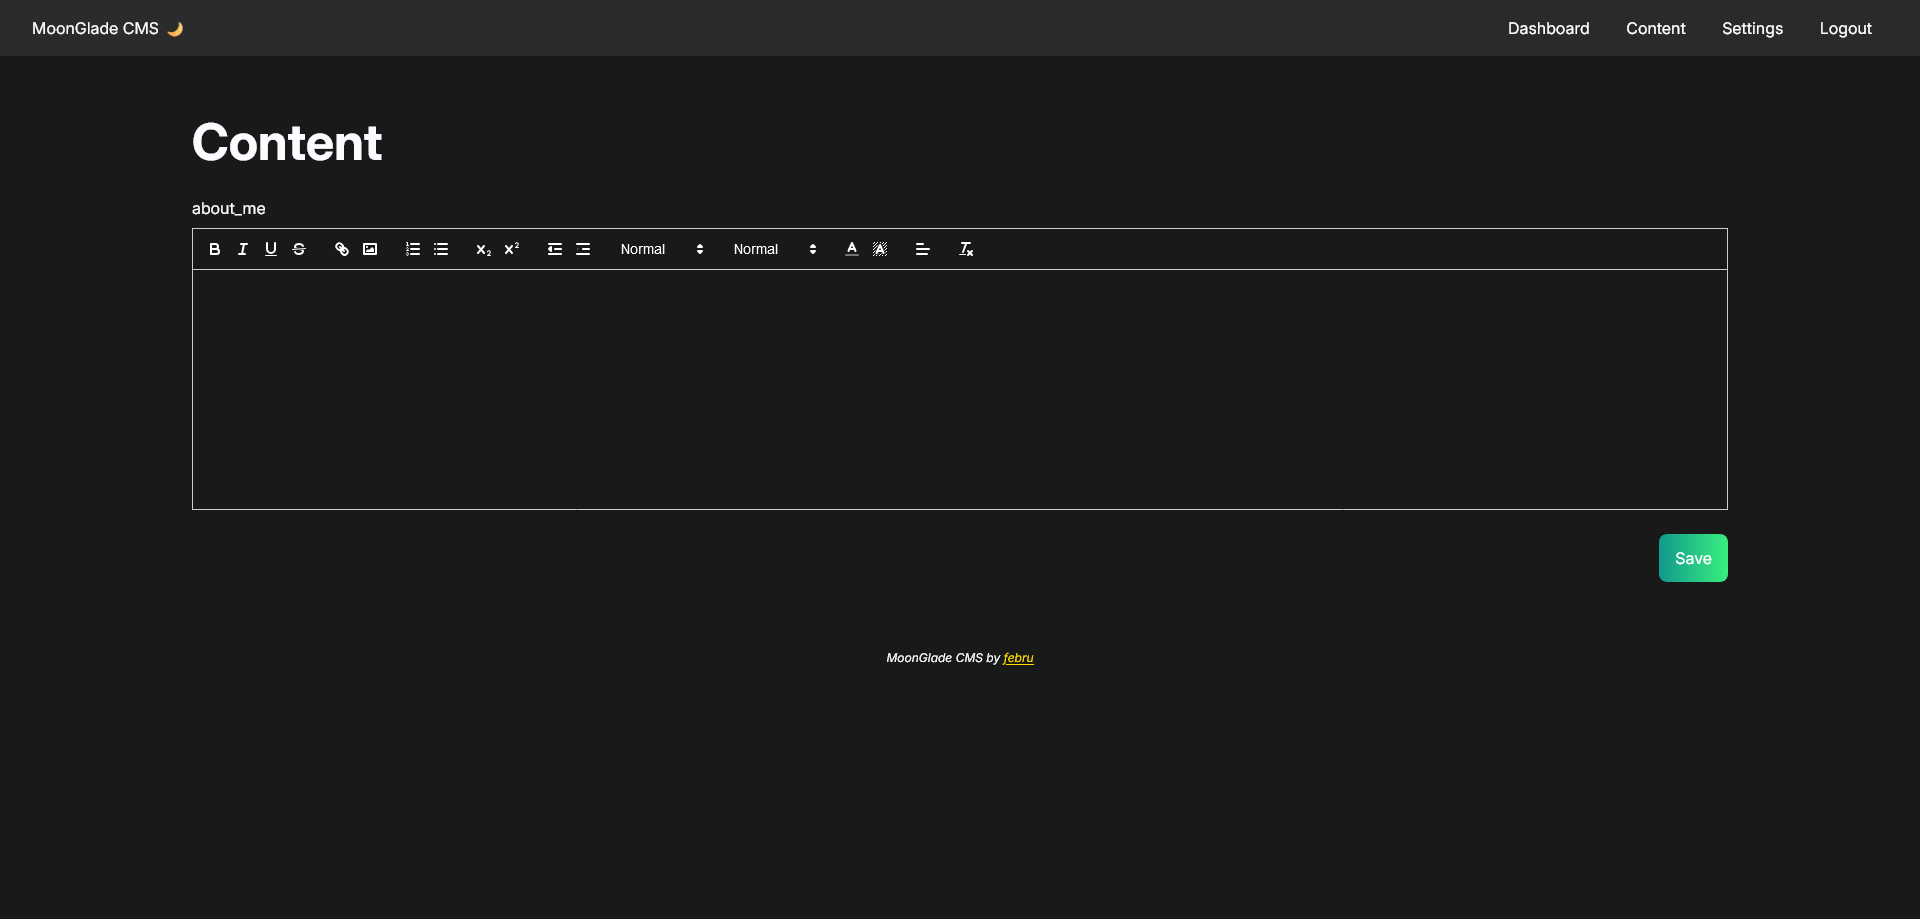 MoonGlade CMS 🌙
Dashboard Content Settings Logout
Content
about_me
Normal Normal
Save
MoonGlade CMS by febru